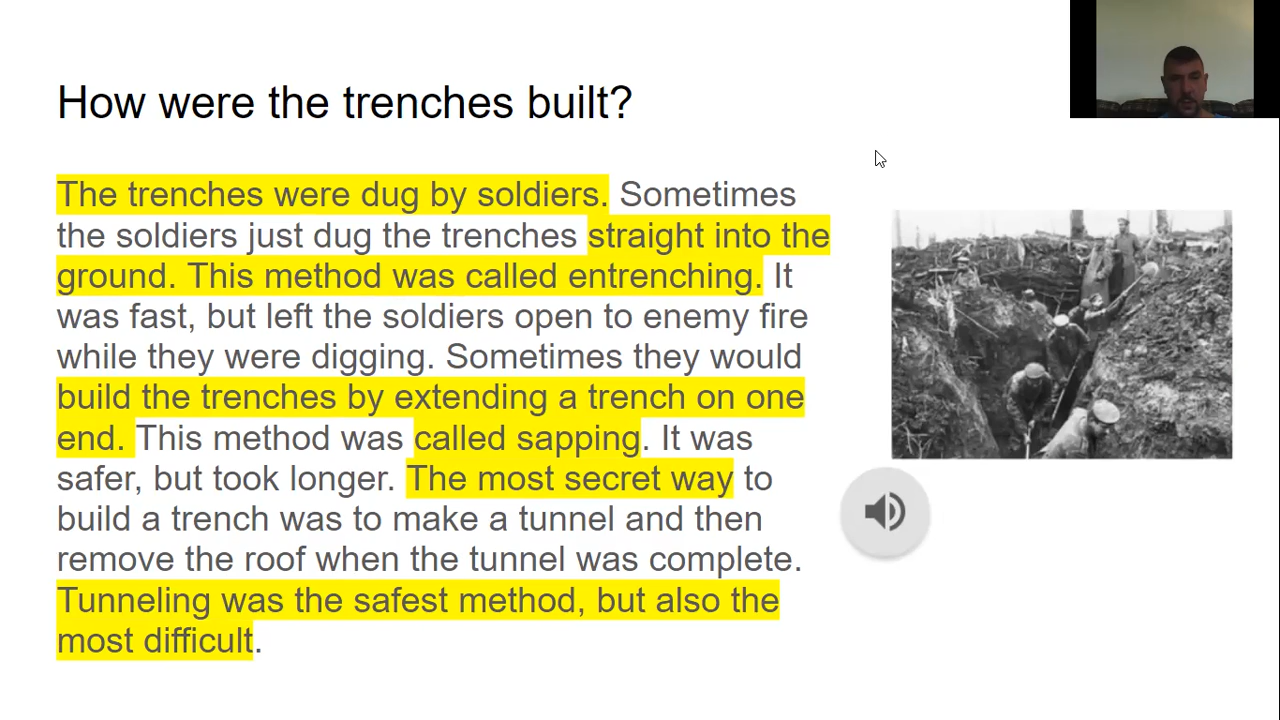 How were the trenches built?
The trenches were dug by soldiers. Sometimes
the soldiers just dug the trenches straight into the
ground. This method was called entrenching. It
was fast, but left the soldiers open to enemy fire
while they were digging. Sometimes they would
build the trenches by extending a trench on one
end. This method was called sapping. It was
safer, but took longer. The most secret way to
build a trench was to make a tunnel and then
remove the roof when the tunnel was complete.
Tunneling was the safest method, but also the
most difficult.